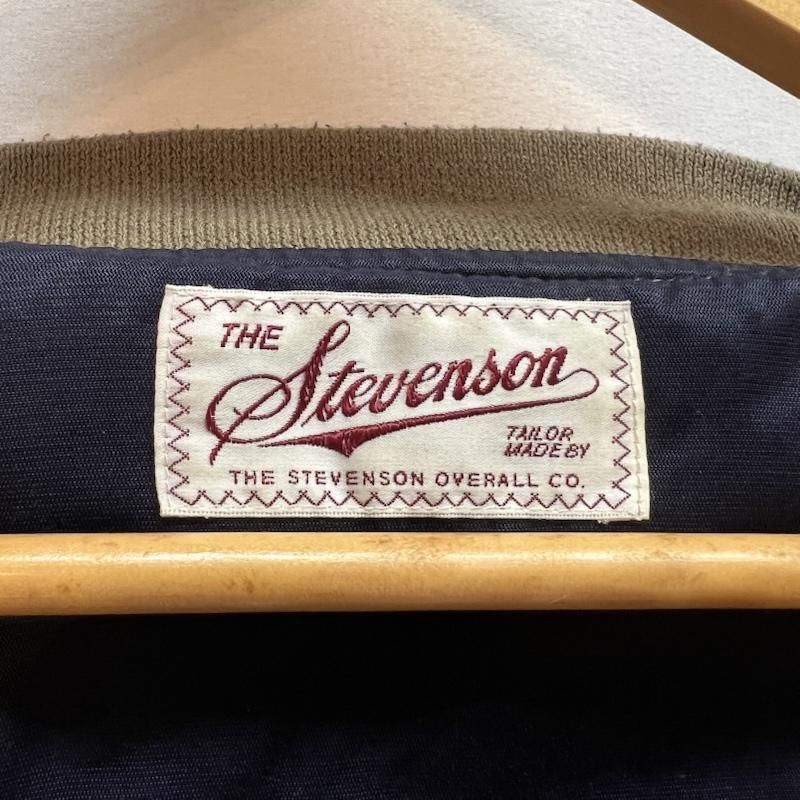 THE Stevenson
TAILOR
MADE BY
THE STEVENSON OVERALL CO.